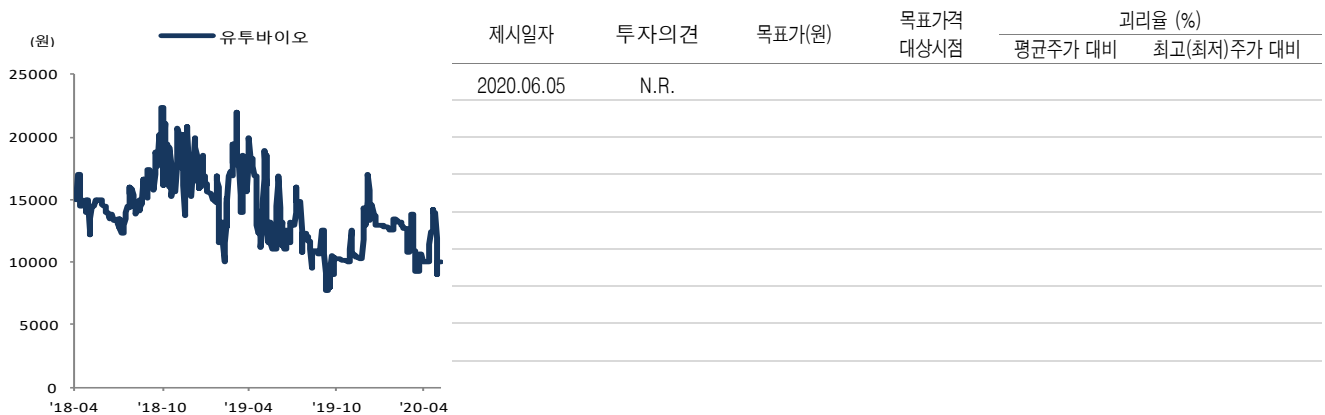 (원)
유투바이오
25000
20000
15000
10000
5000
0
'18-04 '18-10 '19-04 '19-10 '20-04
제시일자 투자의견 목표가(원) 목표가격 대상시점 괴리율 (%)
평균주가 대비 최고(최저)주가 대비
2020.06.05 N.R.